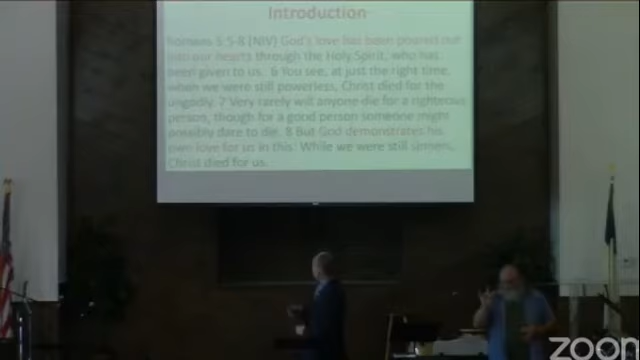 Introduction
Romans 5:5-8 (NIV) God's love has been poured out
into our hearts through the Holy Spirit, who has
been given to us. 6 You see, at just the right time,
when we were still powerless, Christ died for the
ungodly. 7 Very rarely will anyone die for a righteous
person, though for a good person someone might
possibly dare to die. 8 But God demonstrates his
own love for us in this: While we were still sinners,
Christ died for us.
zoom